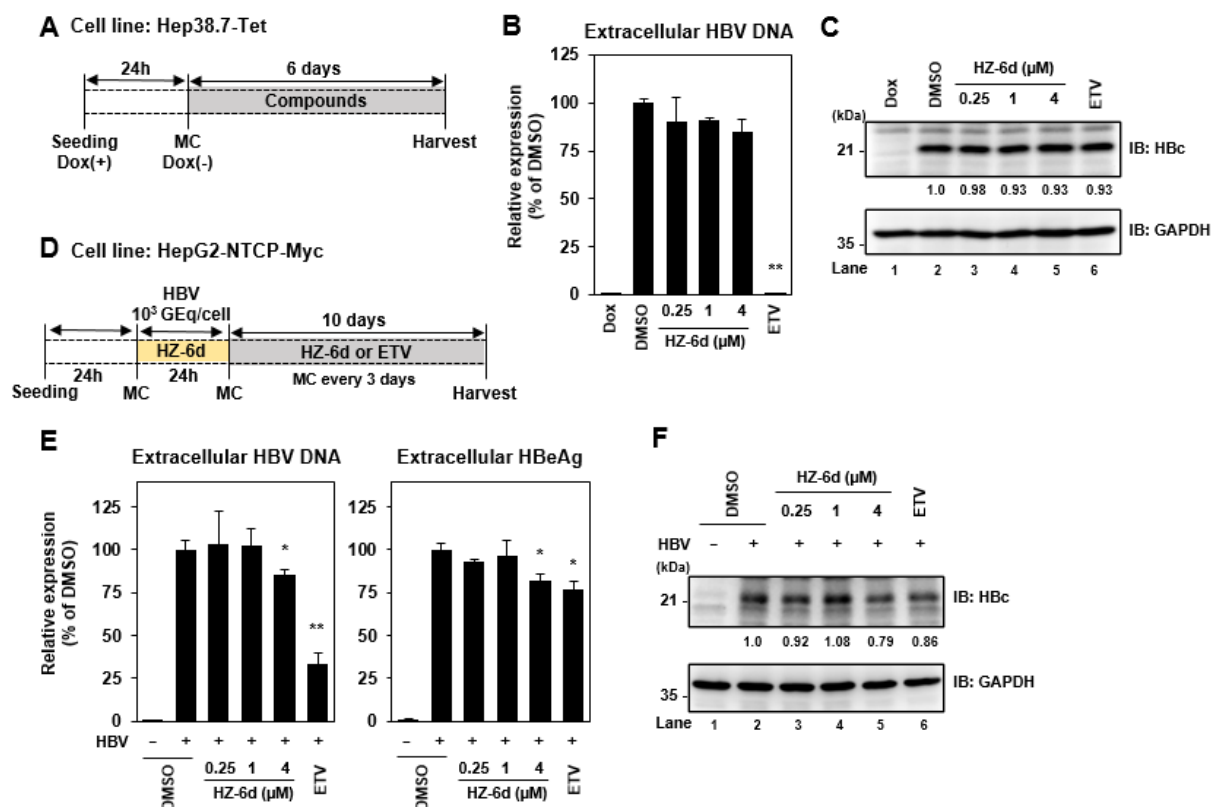 A Cell line: Hep38.7-Tet
24h
6 days
Compounds
Seeding
Dox(+)
MC
Dox(-)
Harvest
B
Extracellular HBV DNA
Relative expression
(% of DMSO)
125
100
75
50
25
0
**
Dox
DMSO
0.25 1 4
HZ-6d (µM)
ETV
C
Dox
DMSO
HZ-6d (µM)
0.25 1 4
ETV
(kDa)
21 -
IB: HBc
1.0 0.98 0.93 0.93 0.93
35 -
IB: GAPDH
Lane 1 2 3 4 5 6
D Cell line: HepG2-NTCP-Myc
HBV
10³ GEq/cell
10 days
HZ-6d
HZ-6d or ETV
24h
24h
MC every 3 days
Seeding
MC
MC
Harvest
E
Extracellular HBV DNA
Relative expression
(% of DMSO)
125
100
75
50
25
0
*
**
HBV – + + + + +
DMSO
0.25 1 4
HZ-6d (µM)
ETV
Extracellular HBeAg
125
100
75
50
25
0
*
*
– + + + + +
DMSO
0.25 1 4
HZ-6d (µM)
ETV
F
DMSO
HZ-6d (µM)
0.25 1 4
ETV
HBV – + + + + +
(kDa)
21 -
IB: HBc
1.0 0.92 1.08 0.79 0.86
35 -
IB: GAPDH
Lane 1 2 3 4 5 6